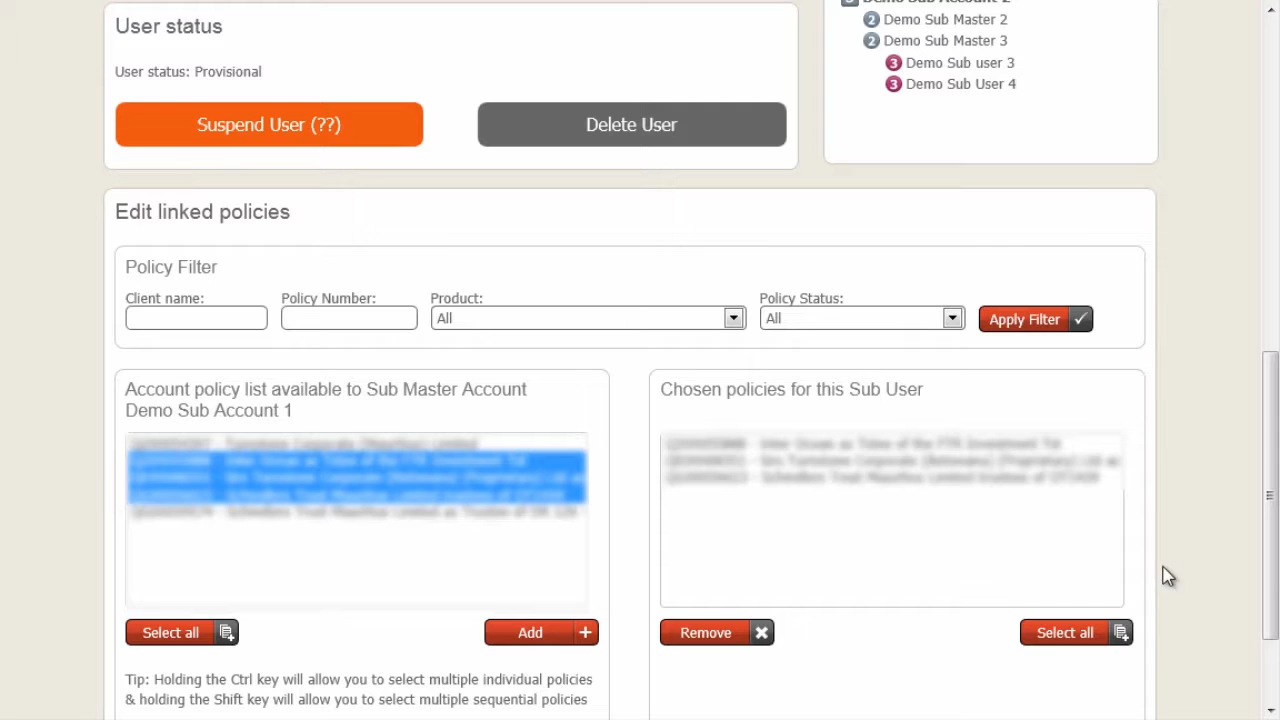 User status
User status: Provisional
Suspend User (??)
Delete User
2 Demo Sub Master 2
2 Demo Sub Master 3
3 Demo Sub user 3
3 Demo Sub User 4
Edit linked policies
Policy Filter
Client name:
Policy Number:
Product:
Policy Status:
All
All
Apply Filter
Account policy list available to Sub Master Account
Demo Sub Account 1
Chosen policies for this Sub User
Select all
Add
Remove
Select all
Tip: Holding the Ctrl key will allow you to select multiple individual policies
& holding the Shift key will allow you to select multiple sequential policies